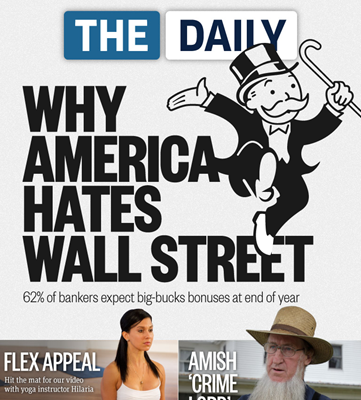 THE DAILY
WHY
AMERICA
HATES
WALL STREET
62% of bankers expect big-bucks bonuses at end of year
FLEX APPEAL
Hit the mat for our video
with yoga instructor Hilaria
AMISH
‘CRIME
LORD’